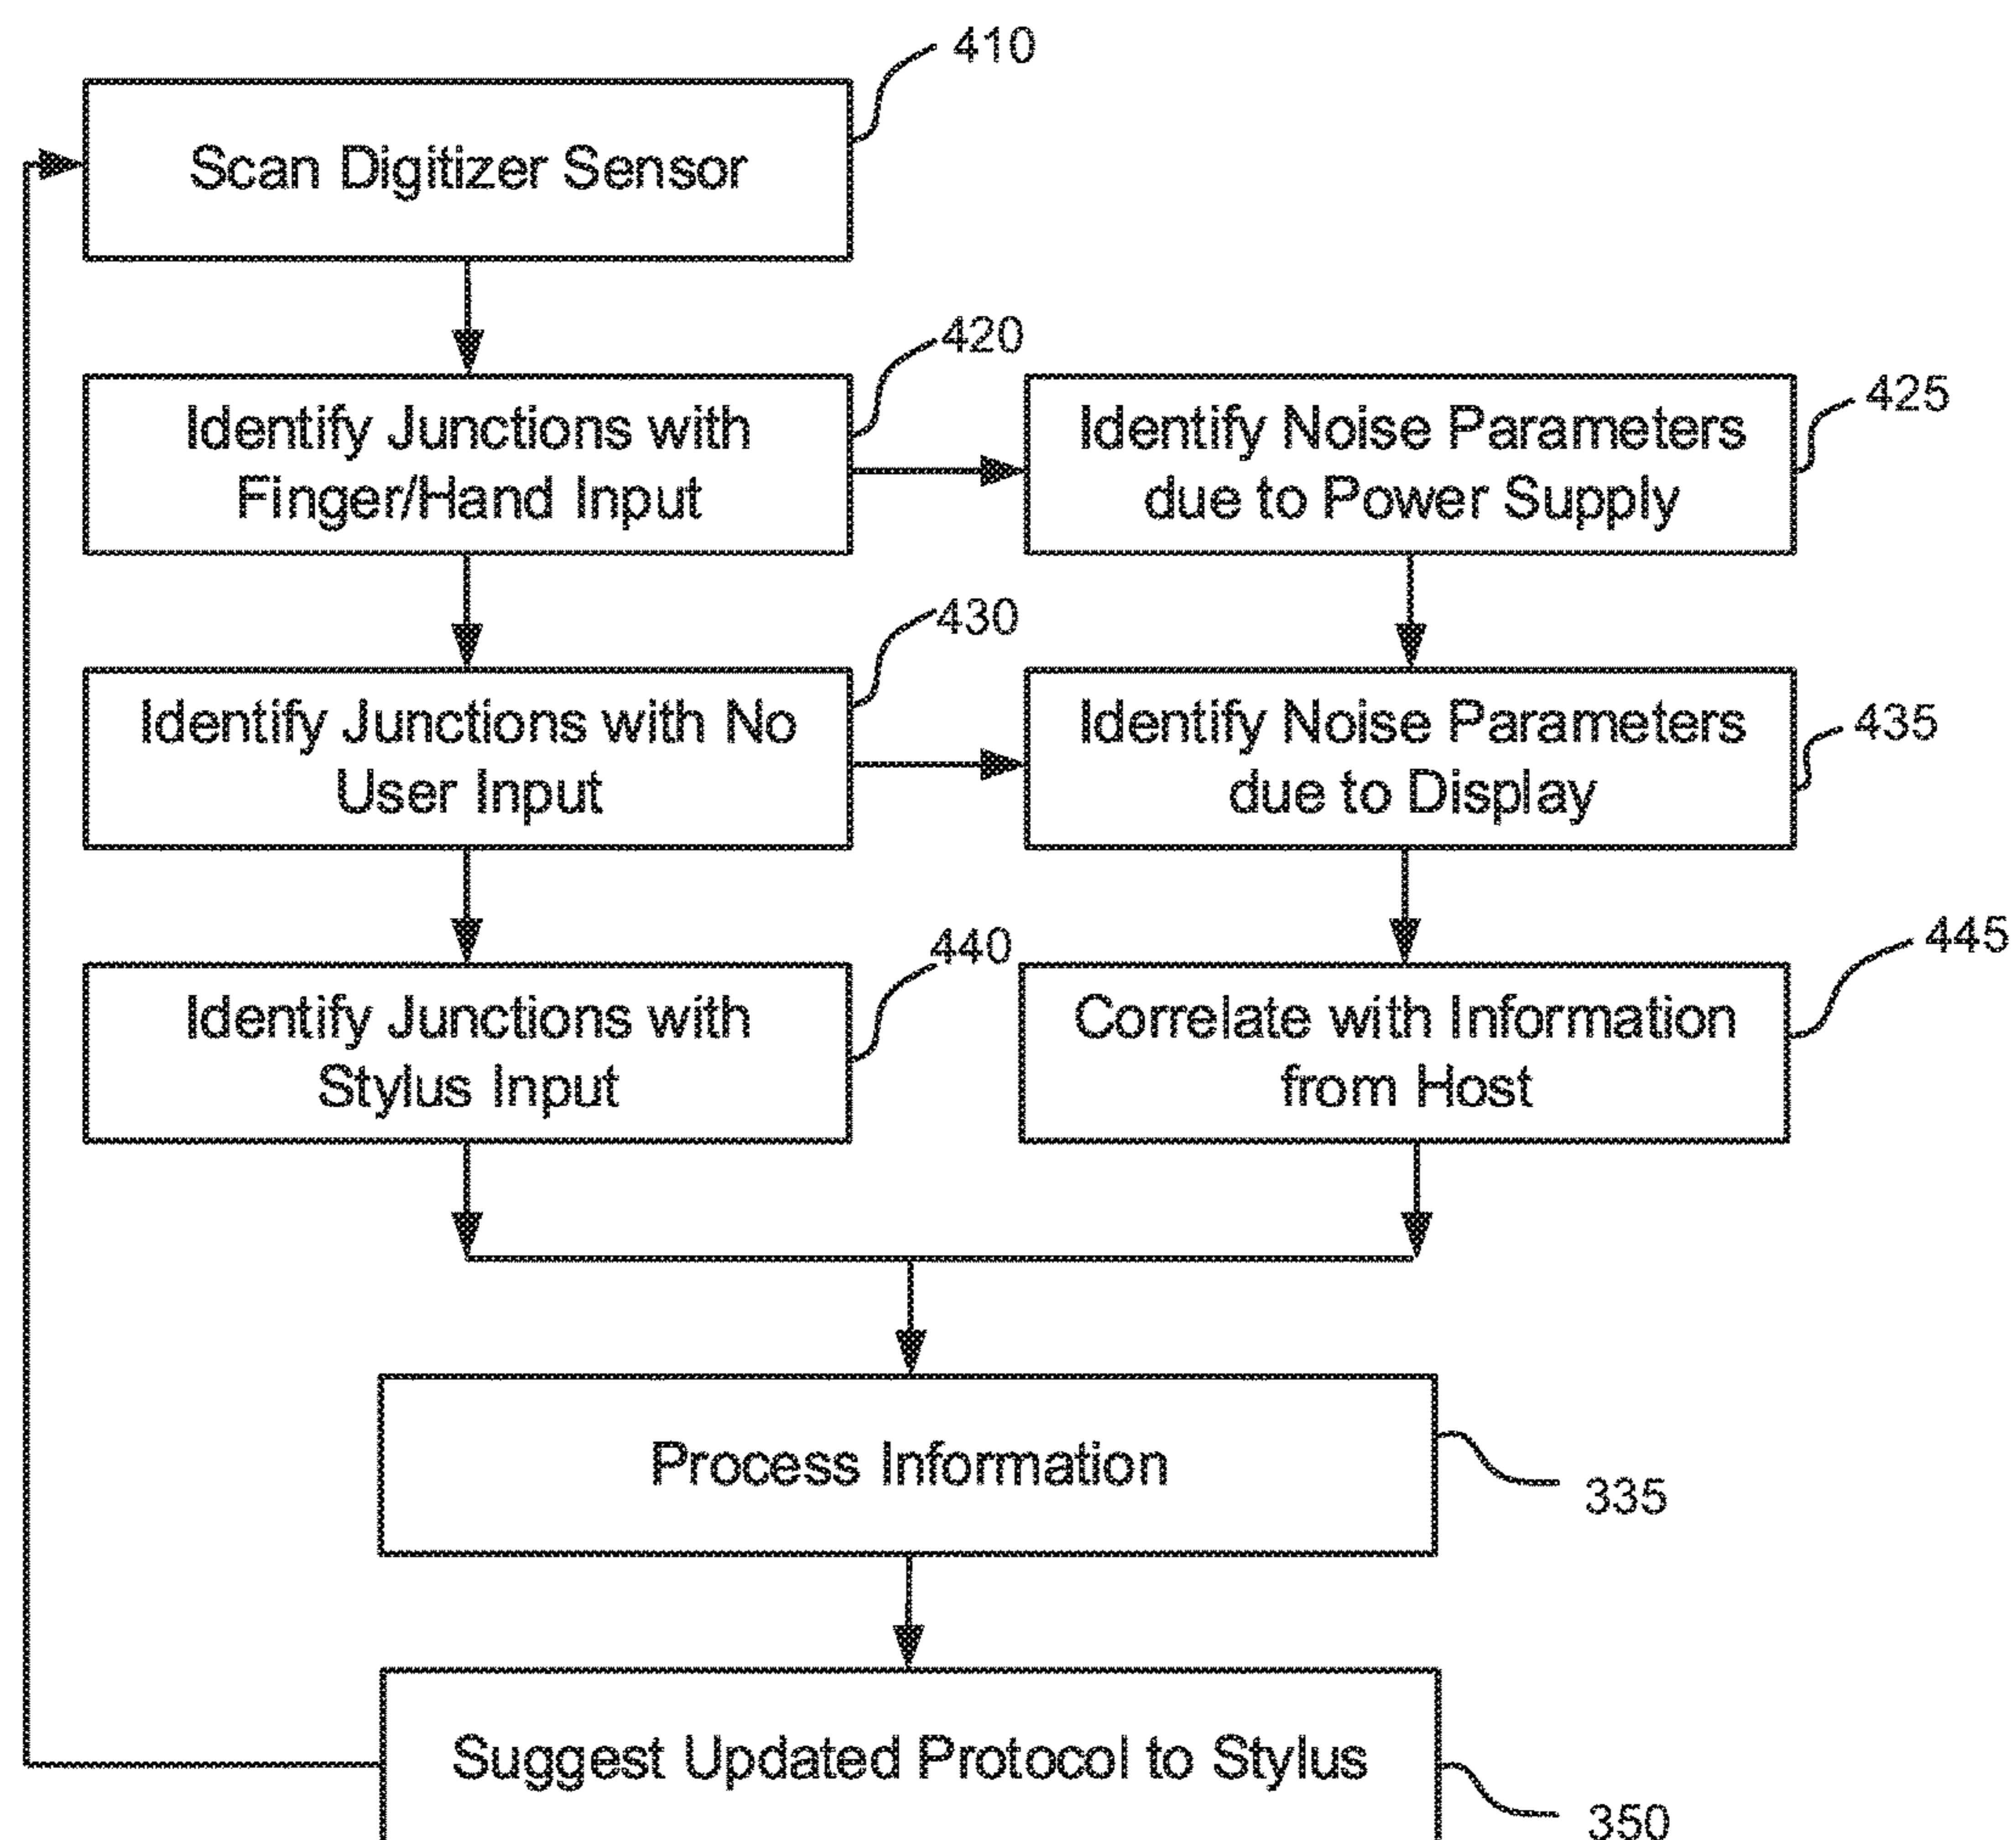 410
Scan Digitizer Sensor
420
Identify Junctions with
Finger/Hand Input
425
Identify Noise Parameters
due to Power Supply
430
Identify Junctions with No
User Input
435
Identify Noise Parameters
due to Display
440
Identify Junctions with
Stylus Input
445
Correlate with Information
from Host
Process Information
335
Suggest Updated Protocol to Stylus
350